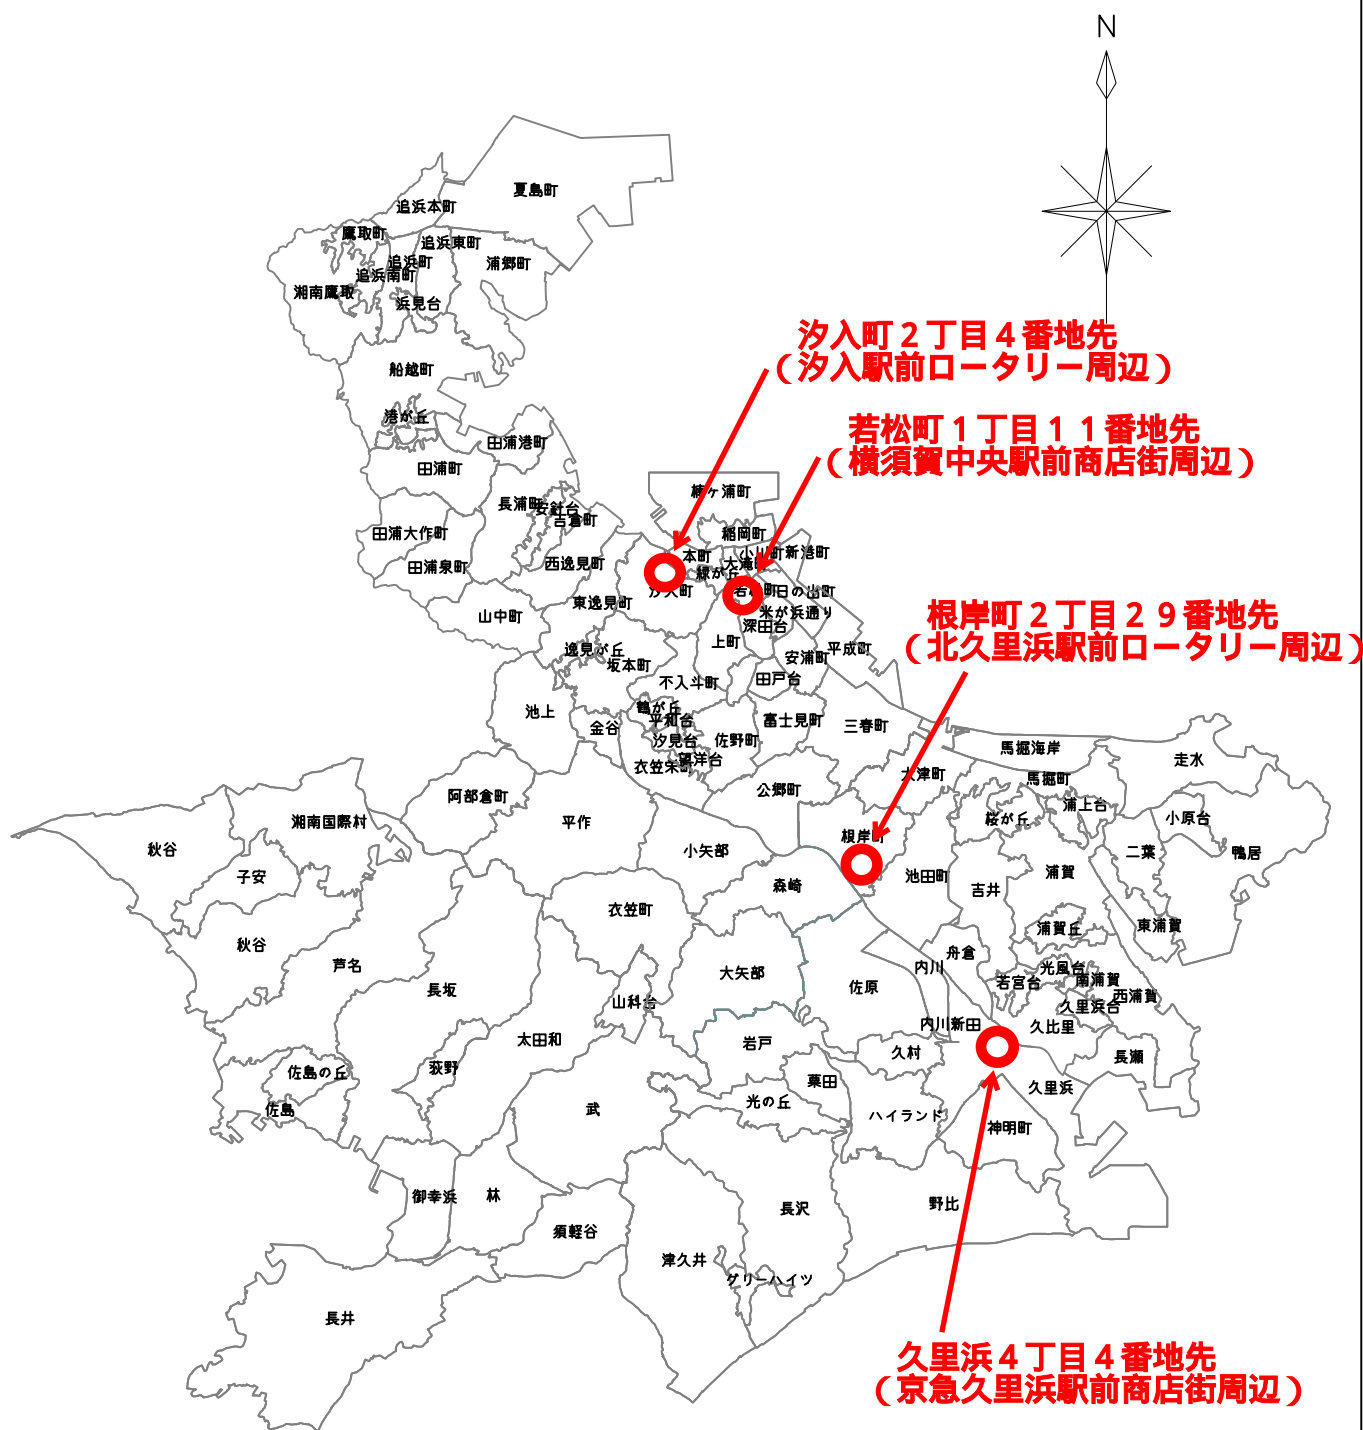 N
夏島町
追浜本町
鷹取町
追浜東町
追浜町
浦郷町
追浜南町
湘南鷹取
浜見台
汐入町２丁目４番地先
（汐入駅前ロータリー周辺）
船越町
港が丘
若松町１丁目１１番地先
（横須賀中央駅前商店街周辺）
田浦港町
田浦町
楠ヶ浦町
長浦町
安針台
吉倉町
田浦大作町
稲岡町
本町
小川町
新港町
大滝町
緑が丘
田浦泉町
西逸見町
汐入町
日の出町
東逸見町
米が浜通り
山中町
深田台
根岸町２丁目２９番地先
（北久里浜駅前ロータリー周辺）
上町
逸見が丘
坂本町
安浦町
平成町
不入斗町
田戸台
池上
鶴が丘
平和台
金谷
富士見町
三春町
汐見台
佐野町
馬堀海岸
望洋台
衣笠栄町
走水
大津町
馬堀町
公郷町
阿部倉町
浦上台
湘南国際村
平作
桜が丘
小原台
根岸町
秋谷
小矢部
二葉
鴨居
子安
森崎
池田町
吉井
浦賀
衣笠町
浦賀丘
東浦賀
秋谷
舟倉
芦名
大矢部
内川
光風台
若宮台
南浦賀
長坂
佐原
西浦賀
山科台
久里浜台
内川新田
久比里
太田和
岩戸
久村
長瀬
荻野
佐島の丘
粟田
久里浜
佐島
武
光の丘
ハイランド
神明町
御幸浜
林
長沢
野比
須軽谷
津久井
グリーハイツ
長井
久里浜４丁目４番地先
（京急久里浜駅前商店街周辺）